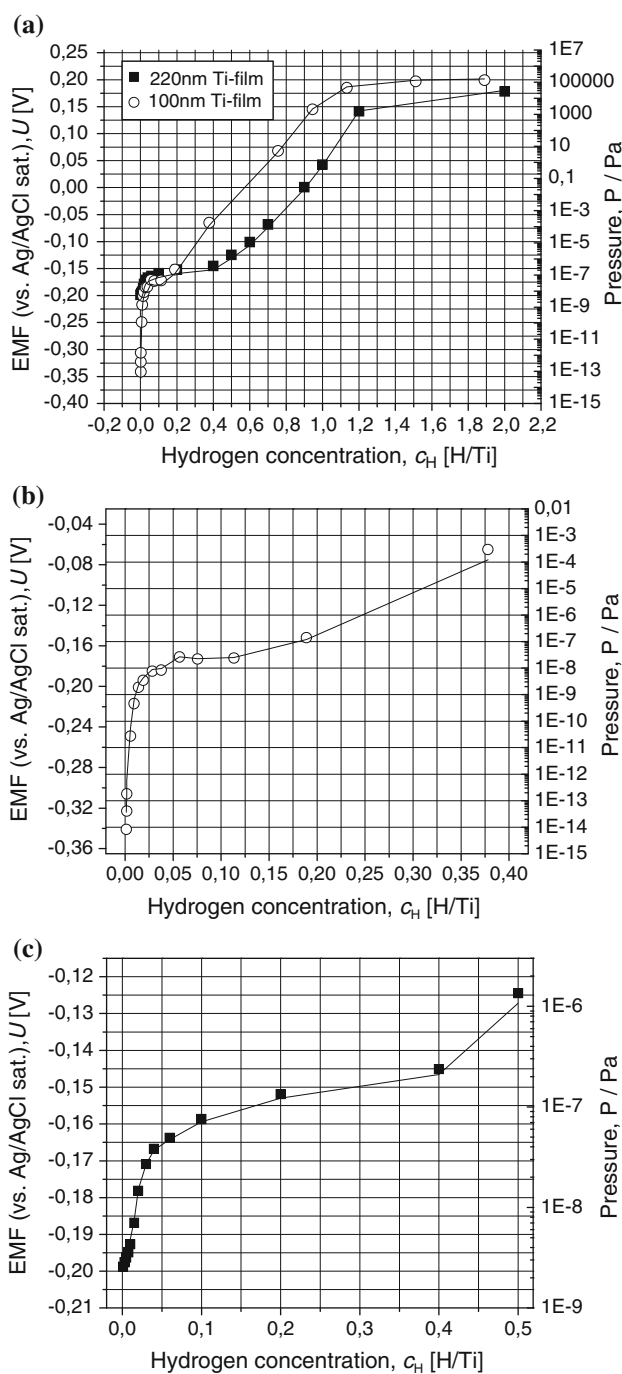 (a)
0,25
0,20
0,15
0,10
0,05
0,00
-0,05
-0,10
-0,15
-0,20
-0,25
-0,30
-0,35
-0,40
EMF (vs. Ag/AgCl sat.), U [V]
220nm Ti-film
100nm Ti-film
1E7
100000
1000
10
0,1
1E-3
1E-5
1E-7
1E-9
1E-11
1E-13
1E-15
Pressure, P / Pa
-0,2 0,0 0,2 0,4 0,6 0,8 1,0 1,2 1,4 1,6 1,8 2,0 2,2
Hydrogen concentration, cH [H/Ti]
(b)
-0,04
-0,08
-0,12
-0,16
-0,20
-0,24
-0,28
-0,32
-0,36
EMF (vs. Ag/AgCl sat.), U [V]
0,01
1E-3
1E-4
1E-5
1E-6
1E-7
1E-8
1E-9
1E-10
1E-11
1E-12
1E-13
1E-14
1E-15
Pressure, P / Pa
0,00 0,05 0,10 0,15 0,20 0,25 0,30 0,35 0,40
Hydrogen concentration, cH [H/Ti]
(c)
-0,12
-0,13
-0,14
-0,15
-0,16
-0,17
-0,18
-0,19
-0,20
-0,21
EMF (vs. Ag/AgCl sat.), U [V]
1E-6
1E-7
1E-8
1E-9
Pressure, P / Pa
0,0 0,1 0,2 0,3 0,4 0,5
Hydrogen concentration, cH [H/Ti]